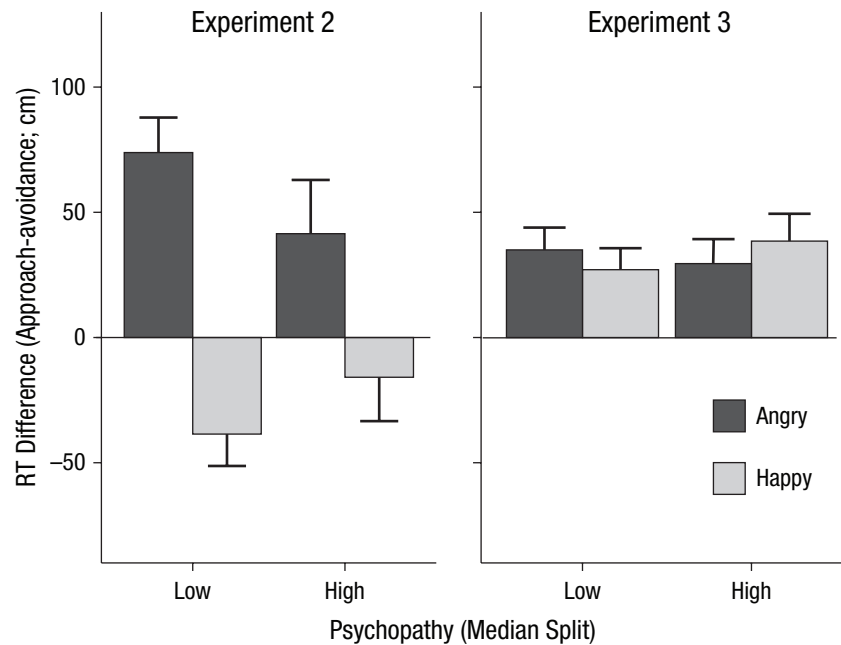 Experiment 2
Experiment 3
RT Difference (Approach-avoidance; cm)
100
50
0
–50
Angry
Happy
Low
High
Low
High
Psychopathy (Median Split)